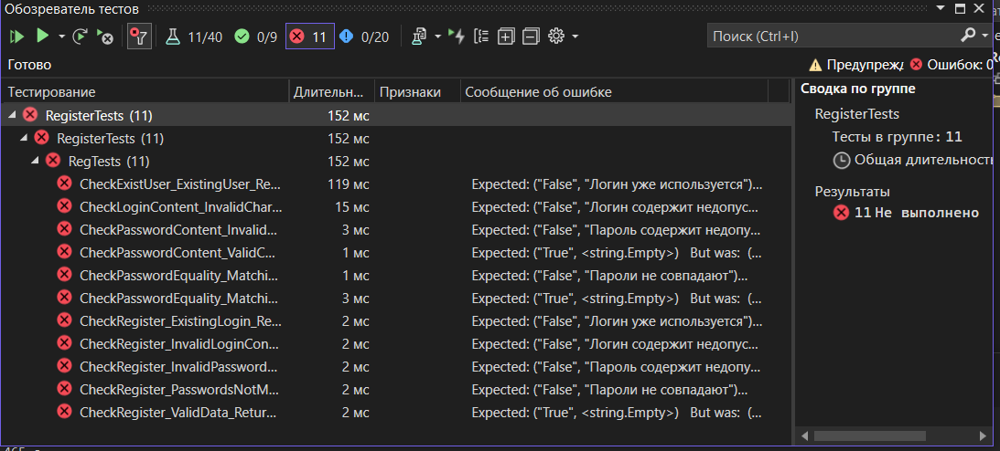 Обозреватель тестов
11/40 0/9 11 0/20 Поиск (Ctrl+I)
Готово Предупрежд Ошибок: 0
Тестирование Длительн... Признаки Сообщение об ошибке
RegisterTests (11) 152 мс
RegisterTests (11) 152 мс
RegTests (11) 152 мс
CheckExistUser_ExistingUser_Re... 119 мс Expected: ("False", "Логин уже используется")...
CheckLoginContent_InvalidChar... 15 мс Expected: ("False", "Логин содержит недопус...
CheckPasswordContent_Invalid... 3 мс Expected: ("False", "Пароль содержит недопу...
CheckPasswordContent_ValidC... 1 мс Expected: ("True", <string.Empty>) But was: (...
CheckPasswordEquality_Matchi... 1 мс Expected: ("False", "Пароли не совпадают")...
CheckPasswordEquality_Matchi... 3 мс Expected: ("True", <string.Empty>) But was: (...
CheckRegister_ExistingLogin_Re... 2 мс Expected: ("False", "Логин уже используется")...
CheckRegister_InvalidLoginCon... 2 мс Expected: ("False", "Логин содержит недопус...
CheckRegister_InvalidPassword... 2 мс Expected: ("False", "Пароль содержит недопу...
CheckRegister_PasswordsNotM... 2 мс Expected: ("False", "Пароли не совпадают")...
CheckRegister_ValidData_Retur... 2 мс Expected: ("True", <string.Empty>) But was: (...
Сводка по группе
RegisterTests
Тесты в группе: 11
Общая длительность
Результаты
11 Не выполнено